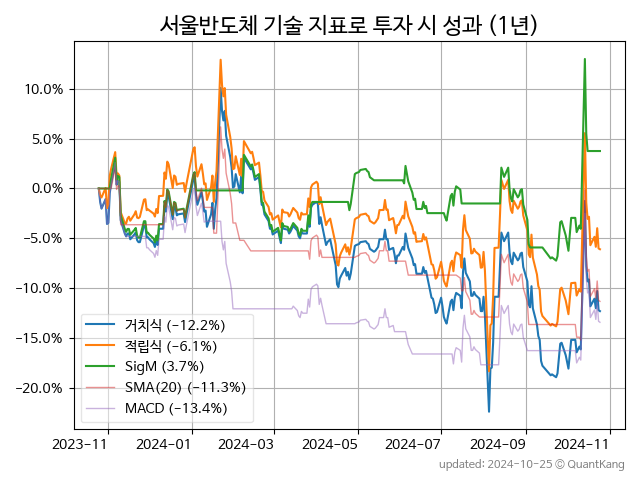 서울반도체 기술 지표로 투자 시 성과 (1년)
10.0%
5.0%
0.0%
−5.0%
−10.0%
−15.0%
−20.0%
거치식 (−12.2%)
적립식 (−6.1%)
SigM (3.7%)
SMA(20) (−11.3%)
MACD (−13.4%)
2023−11 2024−01 2024−03 2024−05 2024−07 2024−09 2024−11
updated: 2024-10-25 © QuantKang